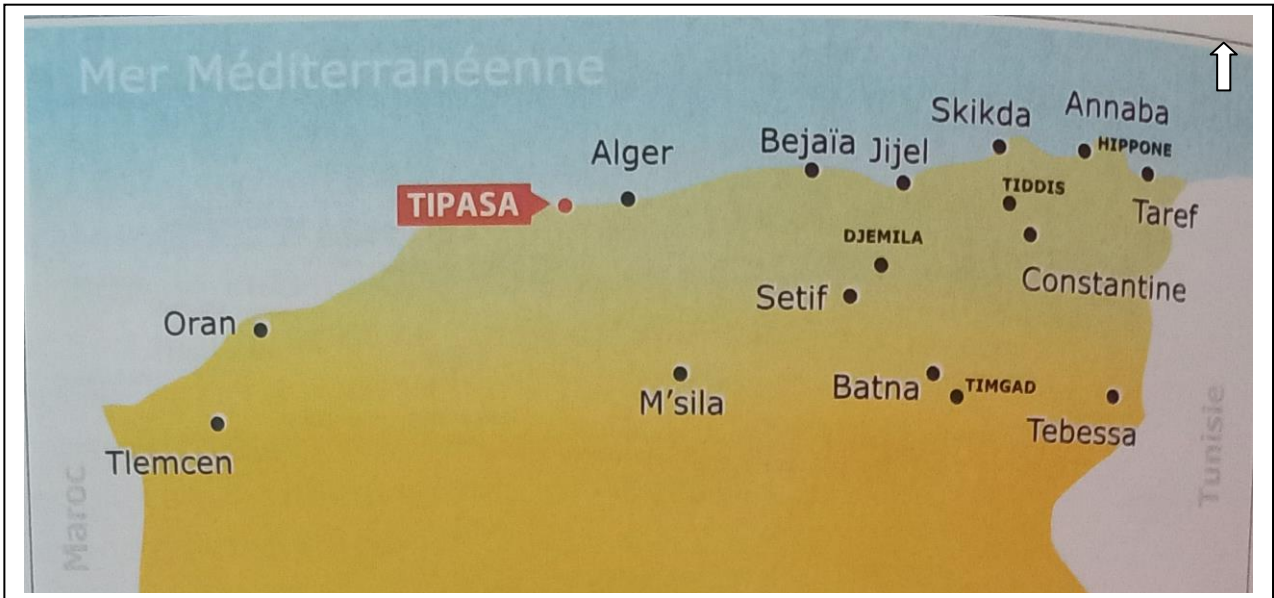 Mer Méditerranéenne
Skikda
Annaba
Alger
Bejaïa
Jijel
HIPPONE
TIPASA
TIDDIS
Taref
DJEMILA
Setif
Constantine
Oran
M'sila
Batna
TIMGAD
Tebessa
Tlemcen
Maroc
Tunisie